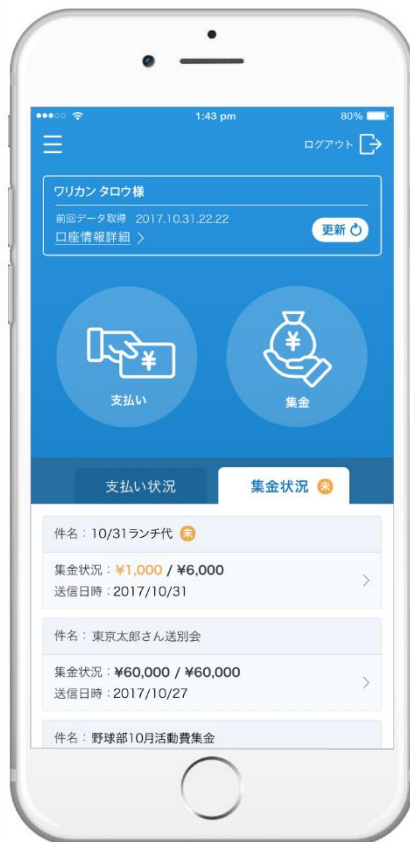 1:43 pm
80%
ログアウト
ワリカン タロウ様
前回データ取得 2017.10.31.22.22
口座情報詳細 >
更新
¥
支払い
¥
集金
支払い状況
集金状況 未
件名：10/31ランチ代 未
集金状況：¥1,000 / ¥6,000
送信日時：2017/10/31
件名：東京太郎さん送別会
集金状況：¥60,000 / ¥60,000
送信日時：2017/10/27
件名：野球部10月活動費集金